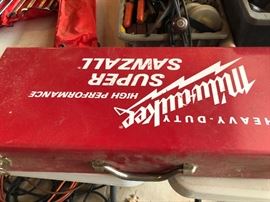 HEAVY-DUTY
Milwaukee®
HIGH PERFORMANCE
SUPER
SAWZALL